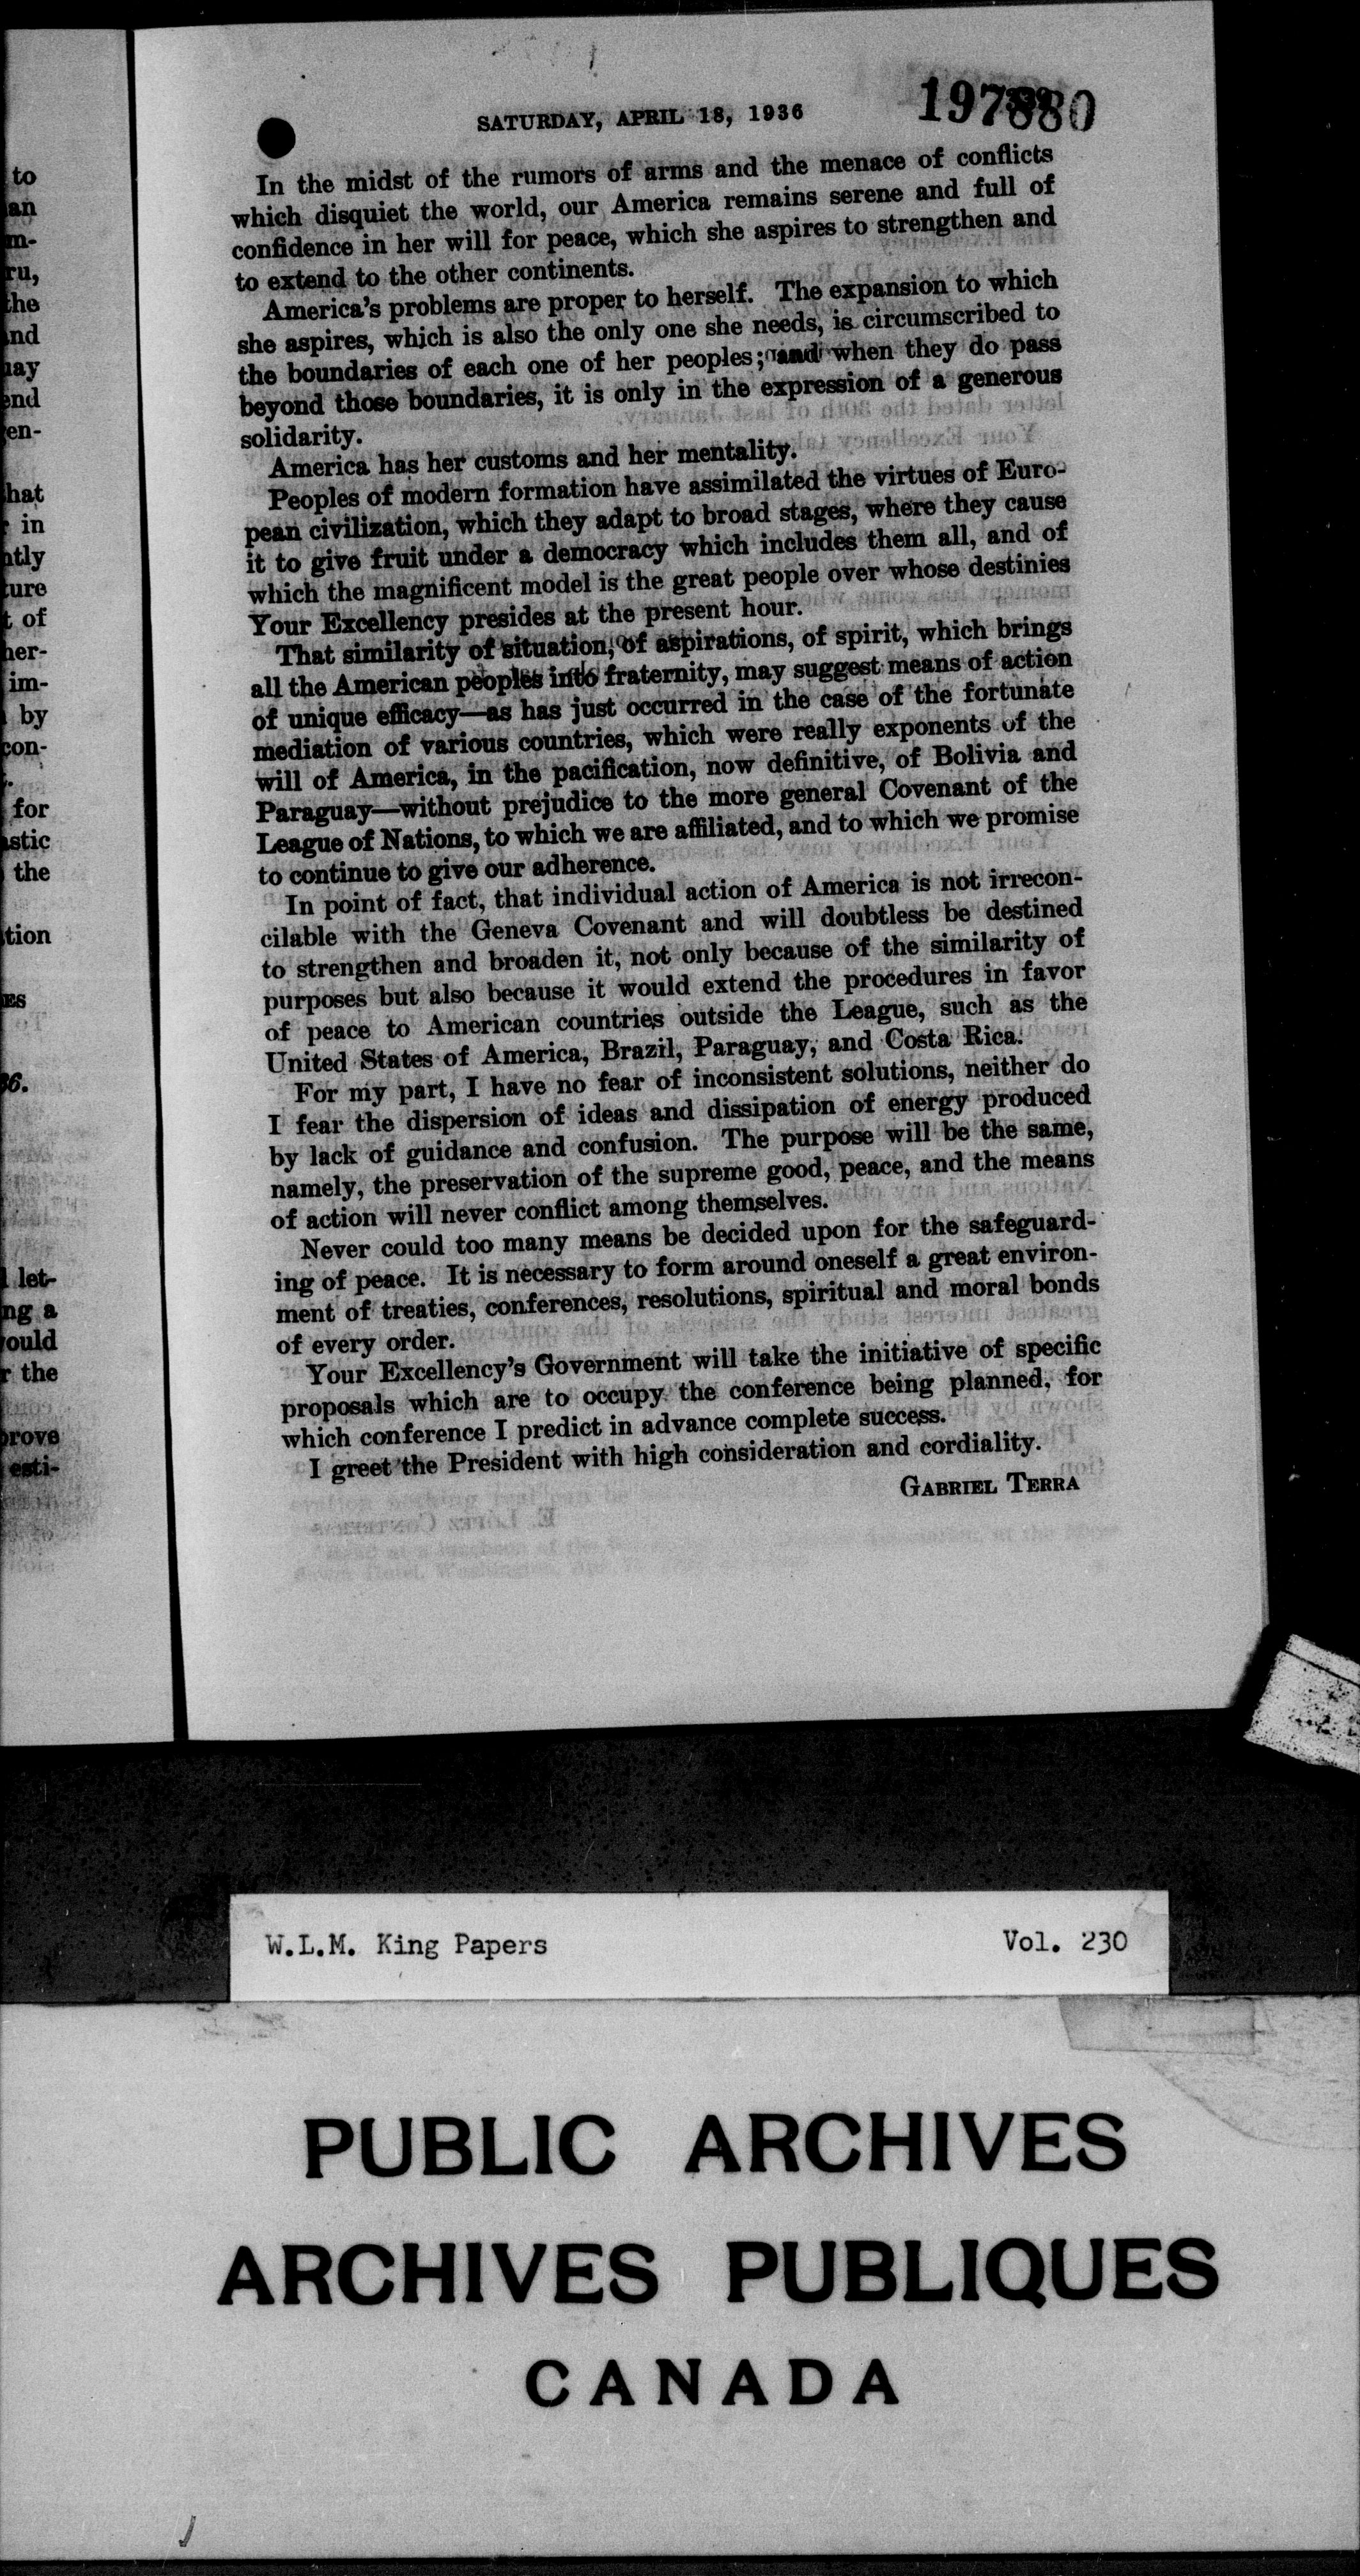 SATURDAY, APRIL 18, 1936
In the midst of the rumors of arms and the menace of conflicts
which disquiet the world, our America remains serene and full of
confidence in her will for peace, which she aspires to strengthen and
to extend to the other continents.
America's problems are proper to herself. The expansion to which
she aspires, which is also the only one she needs, is circumscribed to
the boundaries of each one of her peoples; and when they do pass
beyond those boundaries, it is only in the expression of a generous
solidarity.
America has her customs and her mentality.
Peoples of modern formation have assimilated the virtues of Euro-
pean civilization, which they adapt to broad stages, where they cause
it to give fruit under a democracy which includes them all, and of
which the magnificent model is the great people over whose destinies
Your Excellency presides at the present hour.
That similarity of situation, of aspirations, of spirit, which brings
all the American peoples into fraternity, may suggest means of action
of unique efficacy—as has just occurred in the case of the fortunate
mediation of various countries, which were really exponents of the
will of America, in the pacification, now definitive, of Bolivia and
Paraguay—without prejudice to the more general Covenant of the
League of Nations, to which we are affiliated, and to which we promise
to continue to give our adherence.
In point of fact, that individual action of America is not irrecon-
cilable with the Geneva Covenant and will doubtless be destined
to strengthen and broaden it, not only because of the similarity of
purposes but also because it would extend the procedures in favor
of peace to American countries outside the League, such as the
United States of America, Brazil, Paraguay, and Costa Rica.
For my part, I have no fear of inconsistent solutions, neither do
I fear the dispersion of ideas and dissipation of energy produced
by lack of guidance and confusion. The purpose will be the same,
namely, the preservation of the supreme good, peace, and the means
of action will never conflict among themselves.
Never could too many means be decided upon for the safeguard-
ing of peace. It is necessary to form around oneself a great environ-
ment of treaties, conferences, resolutions, spiritual and moral bonds
of every order.
Your Excellency's Government will take the initiative of specific
proposals which are to occupy the conference being planned, for
which conference I predict in advance complete success.
I greet the President with high consideration and cordiality.
GABRIEL TERRA
W.L.M. King Papers Vol. 230
PUBLIC ARCHIVES
ARCHIVES PUBLIQUES
CANADA